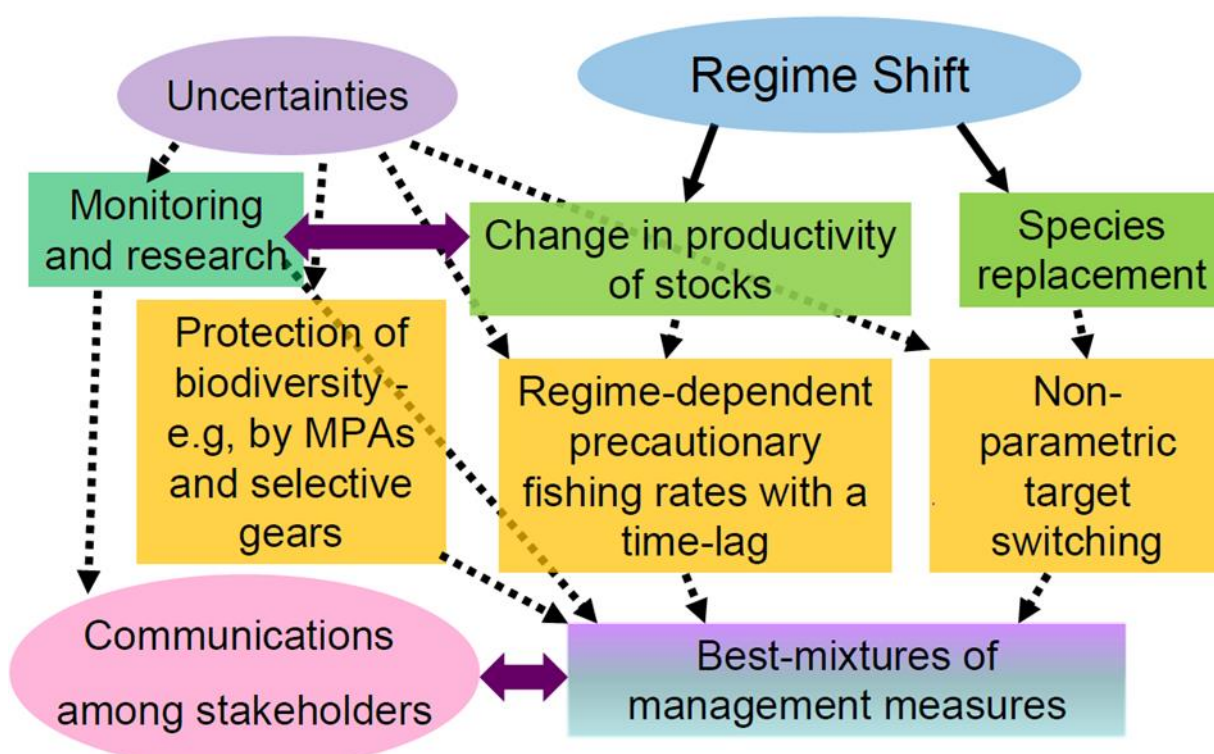 Uncertainties
Regime Shift
Monitoring
and research
Change in productivity
of stocks
Species
replacement
Protection of
biodiversity -
e.g, by MPAs
and selective
gears
Regime-dependent
precautionary
fishing rates with a
time-lag
Non-
parametric
target
switching
Communications
among stakeholders
Best-mixtures of
management measures